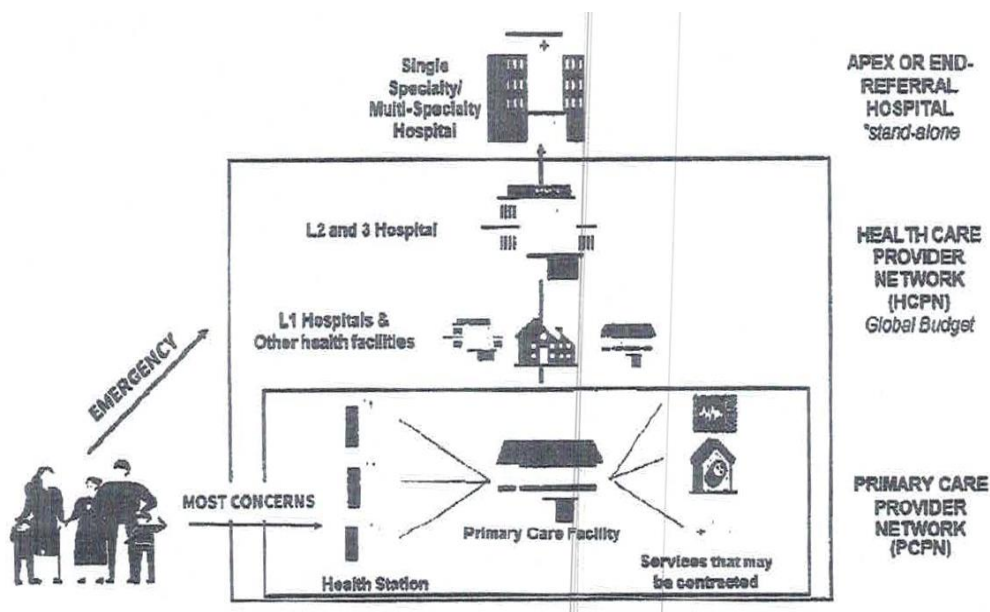 Single
Specialty/
Multi-Specialty
Hospital
APEX OR END-
REFERRAL
HOSPITAL
*stand-alone
L2 and 3 Hospital
HEALTH CARE
PROVIDER
NETWORK
(HCPN)
Global Budget
L1 Hospitals &
Other health facilities
EMERGENCY
MOST CONCERNS
Health Station
Primary Care Facility
Services that may
be contracted
PRIMARY CARE
PROVIDER
NETWORK
(PCPN)